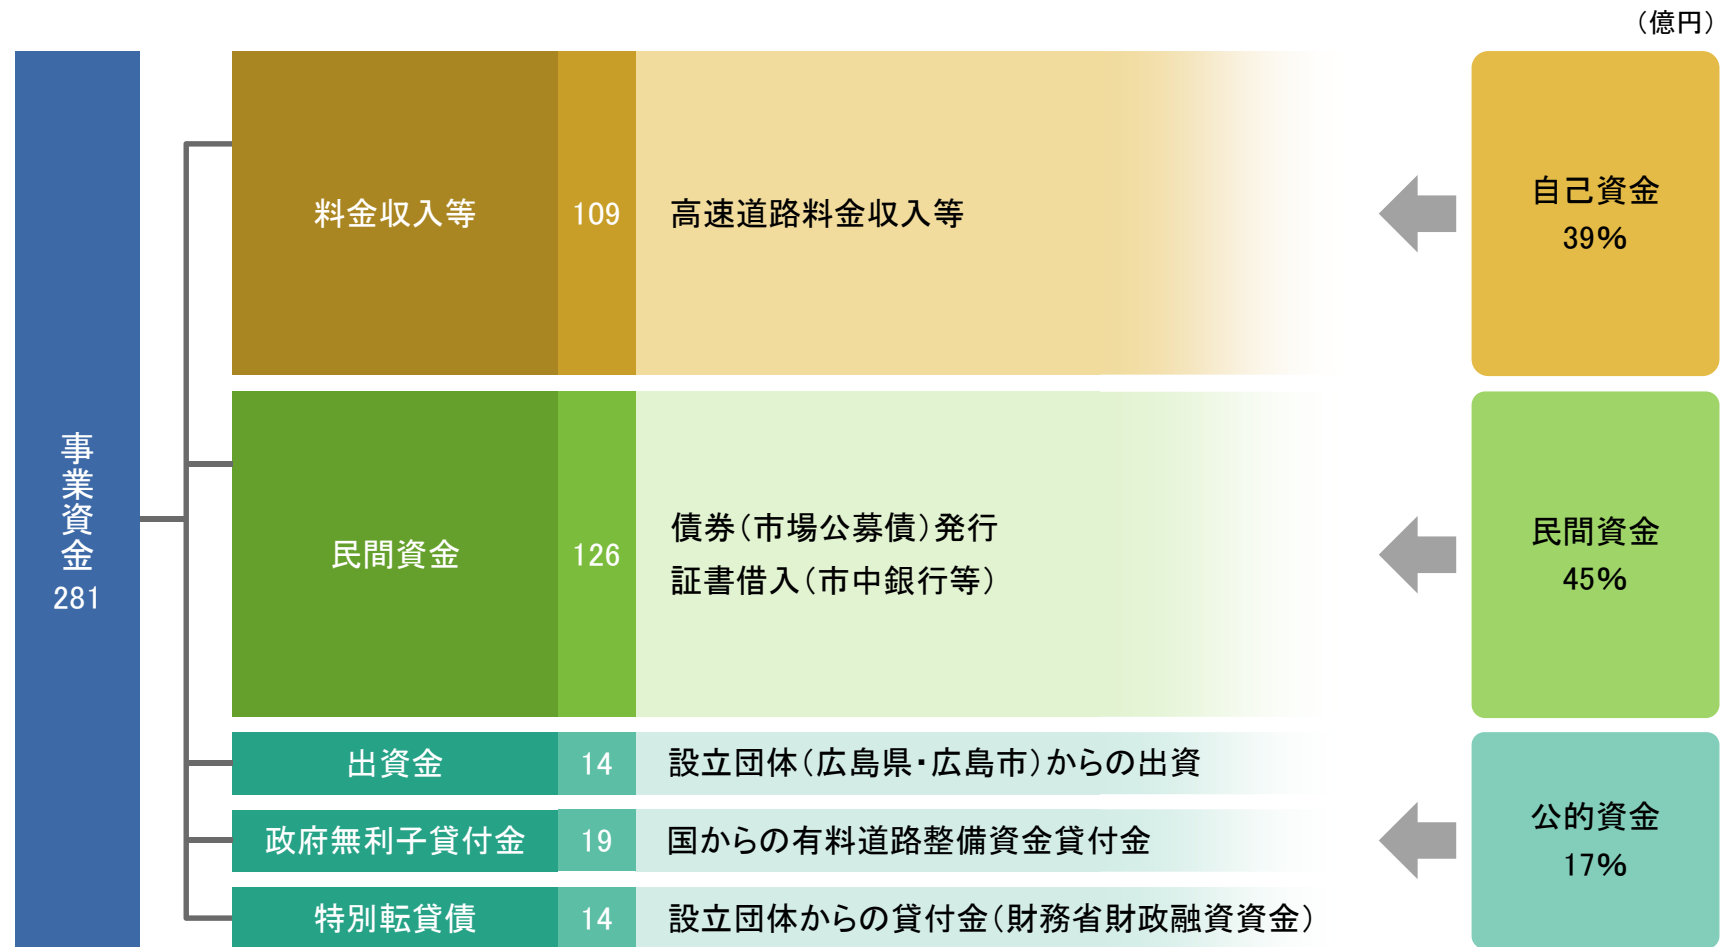 （億円）
事業資金
281
料金収入等
109
高速道路料金収入等
自己資金
39%
民間資金
126
債券（市場公募債）発行
証書借入（市中銀行等）
民間資金
45%
出資金
14
設立団体（広島県・広島市）からの出資
政府無利子貸付金
19
国からの有料道路整備資金貸付金
特別転貸債
14
設立団体からの貸付金（財務省財政融資資金）
公的資金
17%